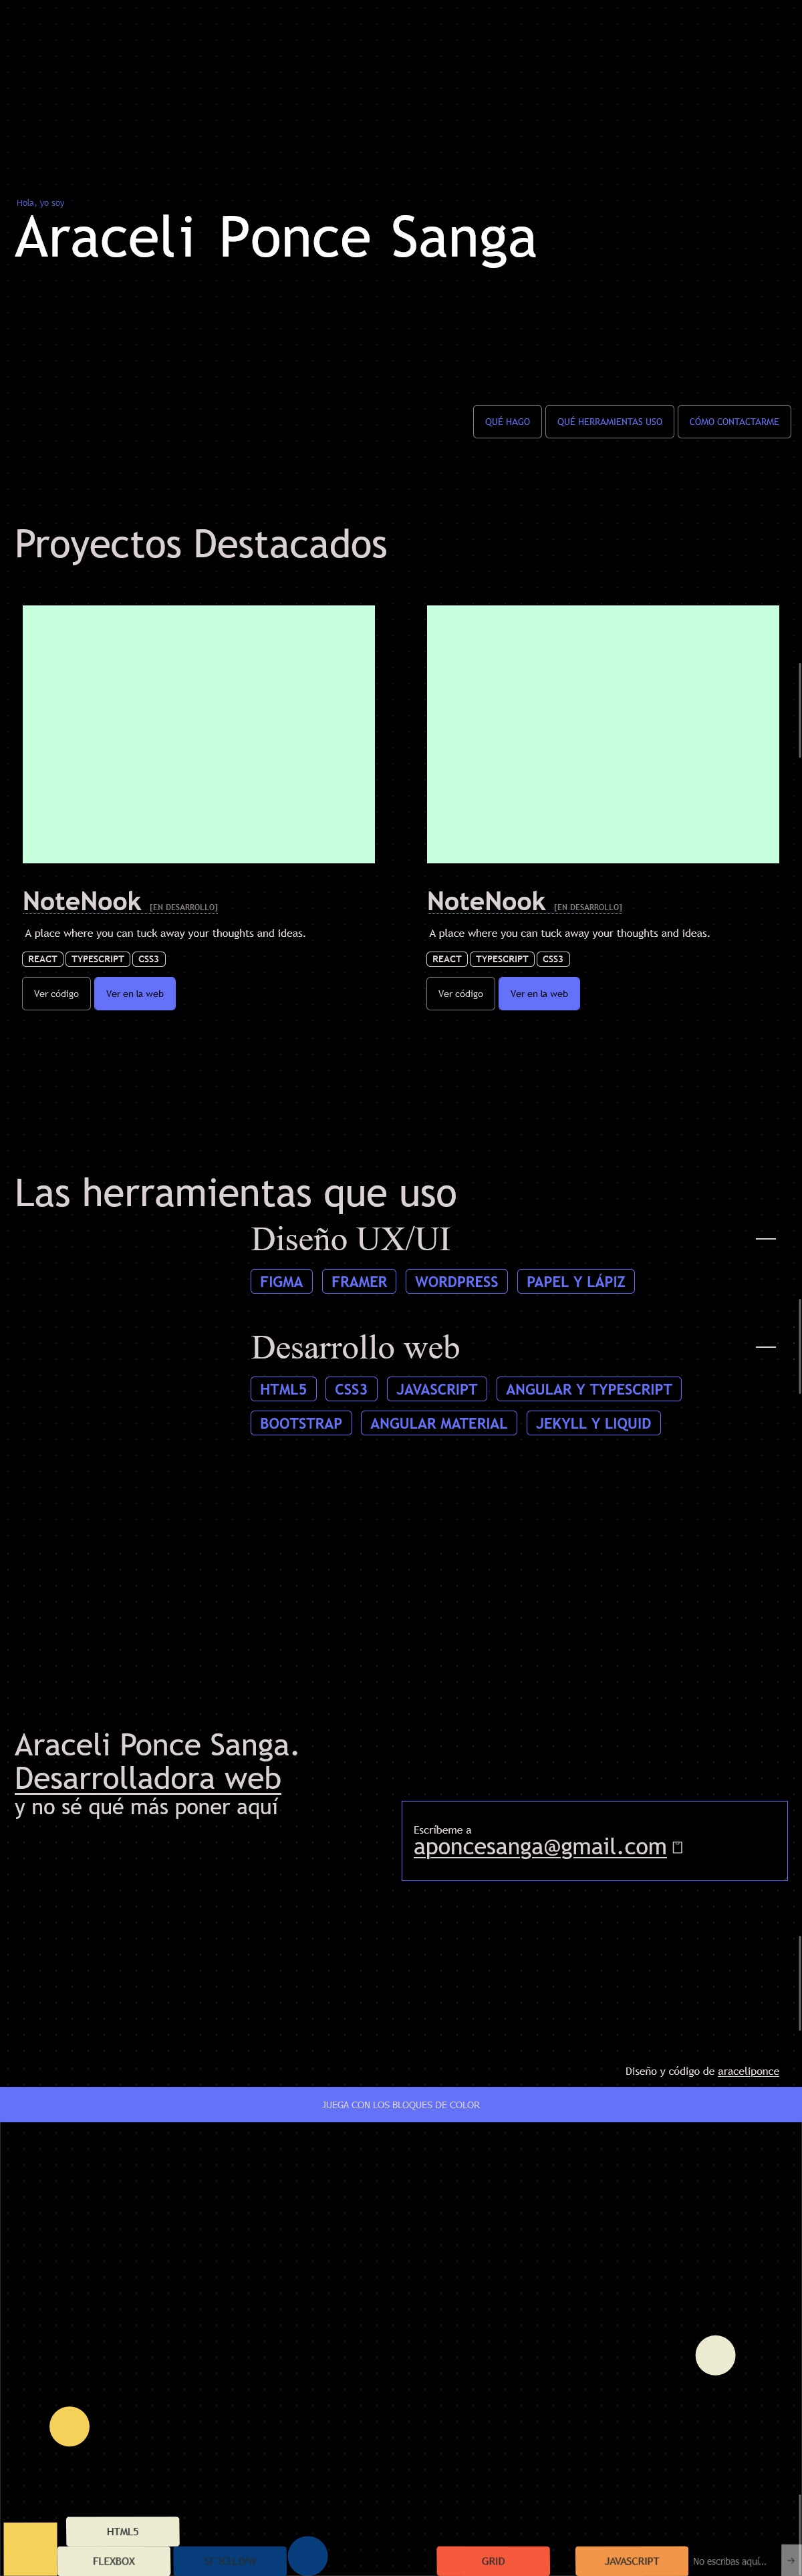 Hola, yo soy
Araceli Ponce Sanga
QUÉ HAGO
QUÉ HERRAMIENTAS USO
CÓMO CONTACTARME
Proyectos Destacados
NoteNook [EN DESARROLLO]
A place where you can tuck away your thoughts and ideas.
REACT TYPESCRIPT CSS3
Ver código Ver en la web
NoteNook [EN DESARROLLO]
A place where you can tuck away your thoughts and ideas.
REACT TYPESCRIPT CSS3
Ver código Ver en la web
Las herramientas que uso
Diseño UX/UI
FIGMA FRAMER WORDPRESS PAPEL Y LÁPIZ
Desarrollo web
HTML5 CSS3 JAVASCRIPT ANGULAR Y TYPESCRIPT
BOOTSTRAP ANGULAR MATERIAL JEKYLL Y LIQUID
Araceli Ponce Sanga.
Desarrolladora web
y no sé qué más poner aquí
Escríbeme a
aponcesanga@gmail.com
Diseño y código de araceliponce
JUEGA CON LOS BLOQUES DE COLOR
HTML5
FLEXBOX
GRID
JAVASCRIPT
No escribas aquí...